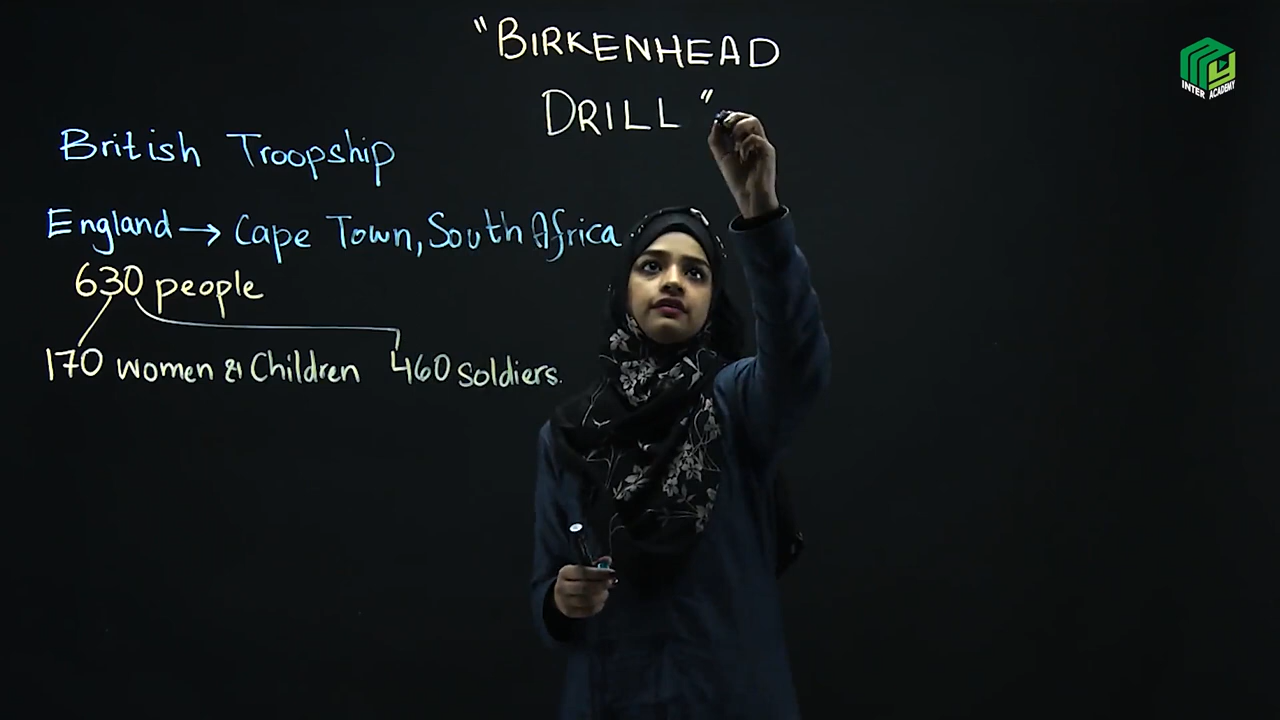 "BIRKENHEAD
DRILL"
British Troopship
England → Cape Town, South Africa
630 people
170 women & Children 460 soldiers.
INTER ACADEMY